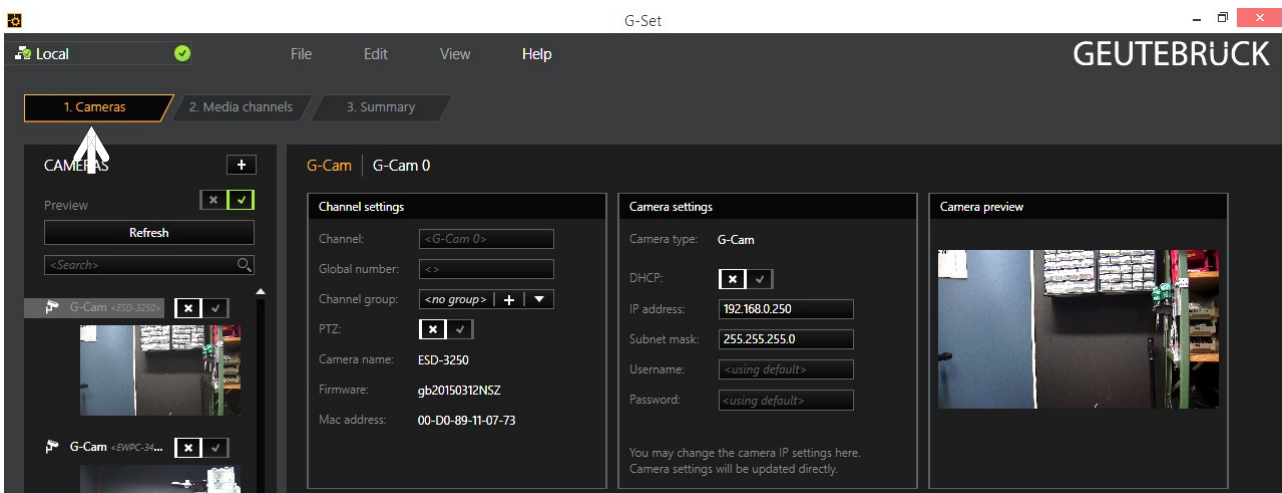 G-Set
Local File Edit View Help GEUTEBRÜCK
1. Cameras 2. Media channels 3. Summary
CAMERAS +
Preview
Refresh
<Search>
G-Cam <ESD-3250>
G-Cam <EWPC-34...
G-Cam G-Cam 0
Channel settings
Channel: <G-Cam 0>
Global number: <>
Channel group: <no group> +
PTZ:
Camera name: ESD-3250
Firmware: gb20150312NSZ
Mac address: 00-D0-89-11-07-73
Camera settings
Camera type: G-Cam
DHCP:
IP address: 192.168.0.250
Subnet mask: 255.255.255.0
Username: <using default>
Password: <using default>
You may change the camera IP settings here.
Camera settings will be updated directly.
Camera preview